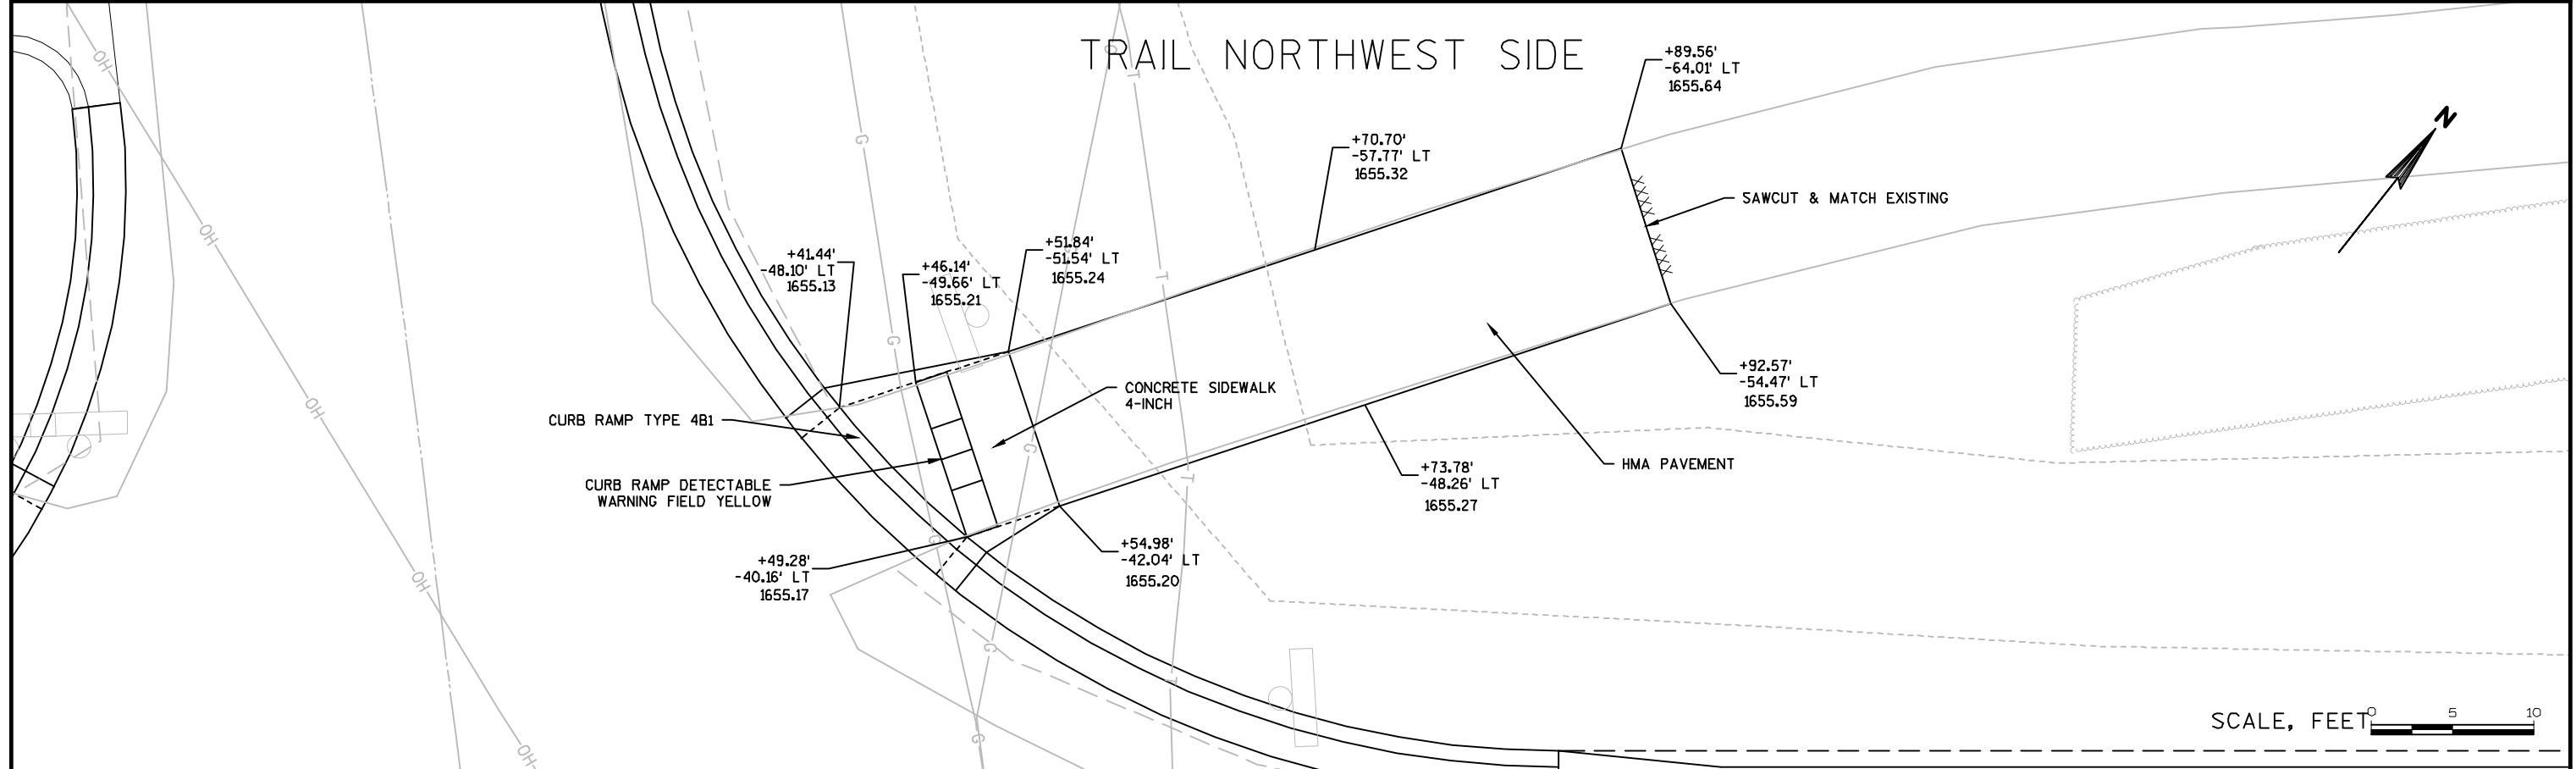 TRAIL NORTHWEST SIDE
+89.56'
-64.01' LT
1655.64
N
+70.70'
-57.77' LT
1655.32
SAWCUT & MATCH EXISTING
+41.44'
-48.10' LT
1655.13
+46.14'
-49.66' LT
1655.21
+51.84'
-51.54' LT
1655.24
CONCRETE SIDEWALK
4-INCH
+92.57'
-54.47' LT
1655.59
CURB RAMP TYPE 4B1
HMA PAVEMENT
+73.78'
-48.26' LT
1655.27
CURB RAMP DETECTABLE
WARNING FIELD YELLOW
+54.98'
-42.04' LT
1655.20
+49.28'
-40.16' LT
1655.17
SCALE, FEET
0 5 10
OH
OH
OH
OH
OH
G
G
G
G
G
G
G
G
T
T
T
T